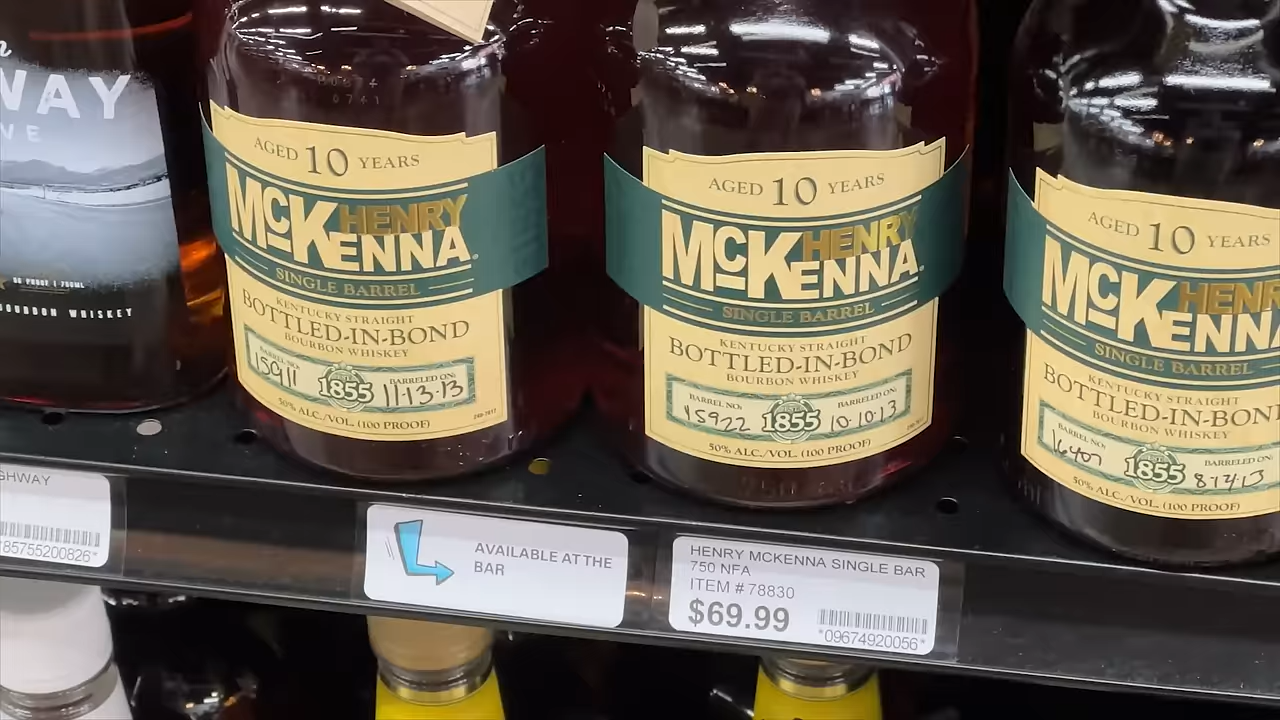 WAY
VE
BOURBON WHISKEY
AGED 10 YEARS
HENRY
McKENNA
SINGLE BARREL
KENTUCKY STRAIGHT
BOTTLED-IN-BOND
BOURBON WHISKEY
BARREL NO:
15911
1855
BARRELED ON:
11-13-13
50% ALC./VOL. (100 PROOF)
AGED 10 YEARS
HENRY
McKENNA
SINGLE BARREL
KENTUCKY STRAIGHT
BOTTLED-IN-BOND
BOURBON WHISKEY
BARREL NO:
15922
1855
BARRELED ON:
10-10-13
50% ALC./VOL. (100 PROOF)
AGED 10 YEARS
HENR
McKENNA
SINGLE BARREL
KENTUCKY STRAIGHT
BOTTLED-IN-BON
BOURBON WHISKEY
BARREL NO:
16407
1855
BARRELED ON:
50% ALC./VOL. (100 PROOF)
GHWAY
85755200826*
AVAILABLE AT THE
BAR
HENRY MCKENNA SINGLE BAR
750 NFA
ITEM #78830
$69.99
*09674920056*